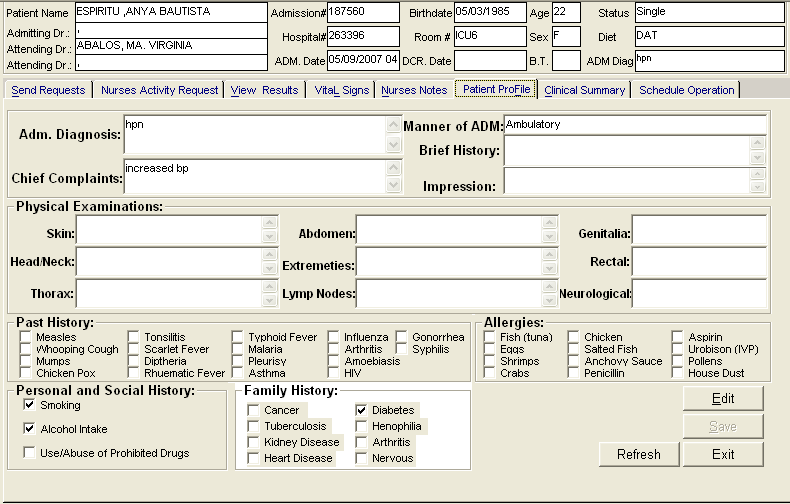 Patient Name ESPIRITU ,ANYA BAUTISTA Admission# 187560 Birthdate 05/03/1985 Age 22 Status Single
Admitting Dr.: ,
Hospital# 263396 Room # ICU6 Sex F Diet DAT
Attending Dr.: ABALOS, MA. VIRGINIA
Attending Dr.: , ADM. Date 05/09/2007 04 DCR. Date B.T. ADM Diag hpn
Send Requests Nurses Activity Request View Results VitaL Signs Nurses Notes Patient ProFile Clinical Summary Schedule Operation
Adm. Diagnosis: hpn Manner of ADM: Ambulatory
Brief History:
Chief Complaints: increased bp
Impression:
Physical Examinations:
Skin: Abdomen: Genitalia:
Head/Neck: Extremeties: Rectal:
Thorax: Lymp Nodes: Neurological:
Past History: Allergies:
Measles Tonsilitis Typhoid Fever Influenza Gonorrhea Fish (tuna) Chicken Aspirin
Whooping Cough Scarlet Fever Malaria Arthritis Syphilis Eggs Salted Fish Urobison (IVP)
Mumps Diptheria Pleurisy Amoebiasis Shrimps Anchovy Sauce Pollens
Chicken Pox Rhuematic Fever Asthma HIV Crabs Penicillin House Dust
Personal and Social History: Family History:
Smoking Cancer Diabetes Edit
Alcohol Intake Tuberculosis Henophilia Save
Kidney Disease Arthritis
Use/Abuse of Prohibited Drugs Heart Disease Nervous Refresh Exit